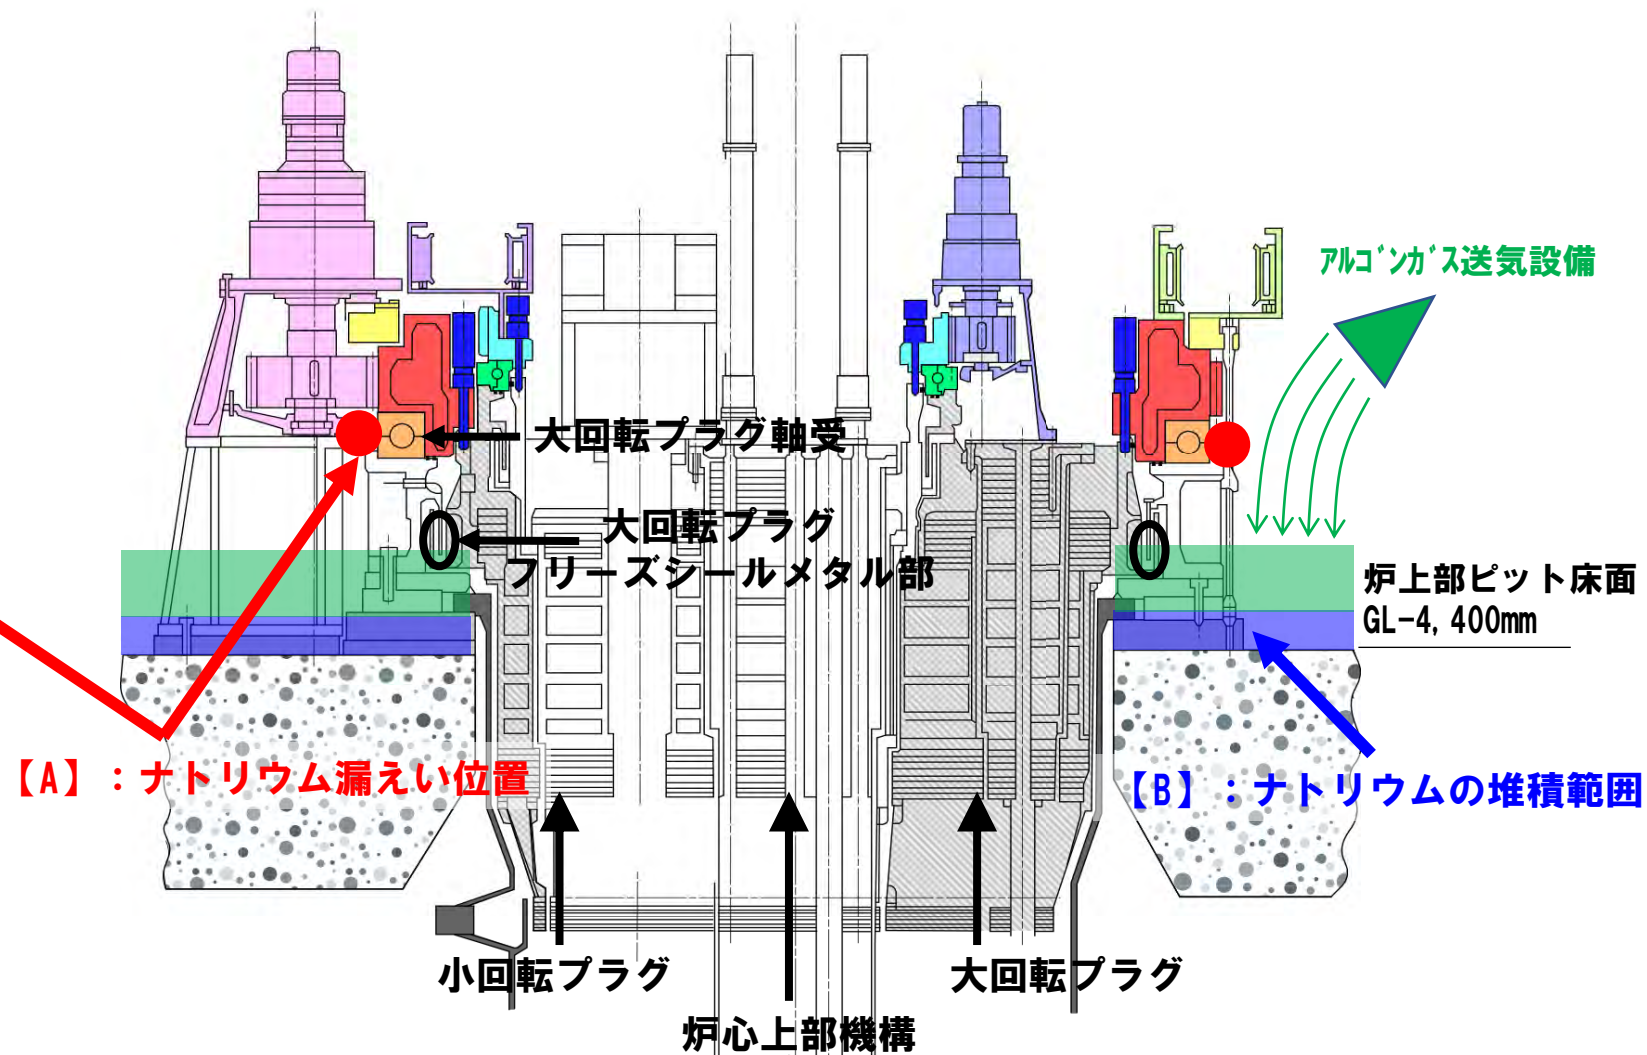 ｱﾙｺﾞﾝｶﾞｽ送気設備
大回転プラグ軸受
大回転プラグ
フリーズシールメタル部
炉上部ピット床面
GL-4,400mm
【A】：ナトリウム漏えい位置
【B】：ナトリウムの堆積範囲
小回転プラグ
大回転プラグ
炉心上部機構